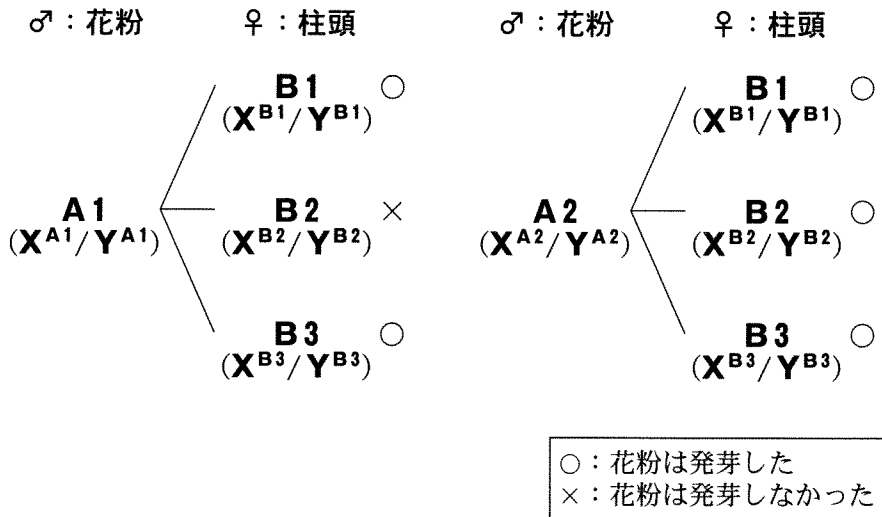 ♂：花粉 ♀：柱頭 ♂：花粉 ♀：柱頭
B1 ○ B1 ○
(X^B1/Y^B1) (X^B1/Y^B1)
A1 B2 × A2 B2 ○
(X^A1/Y^A1) (X^B2/Y^B2) (X^A2/Y^A2) (X^B2/Y^B2)
B3 ○ B3 ○
(X^B3/Y^B3) (X^B3/Y^B3)
○：花粉は発芽した
×：花粉は発芽しなかった